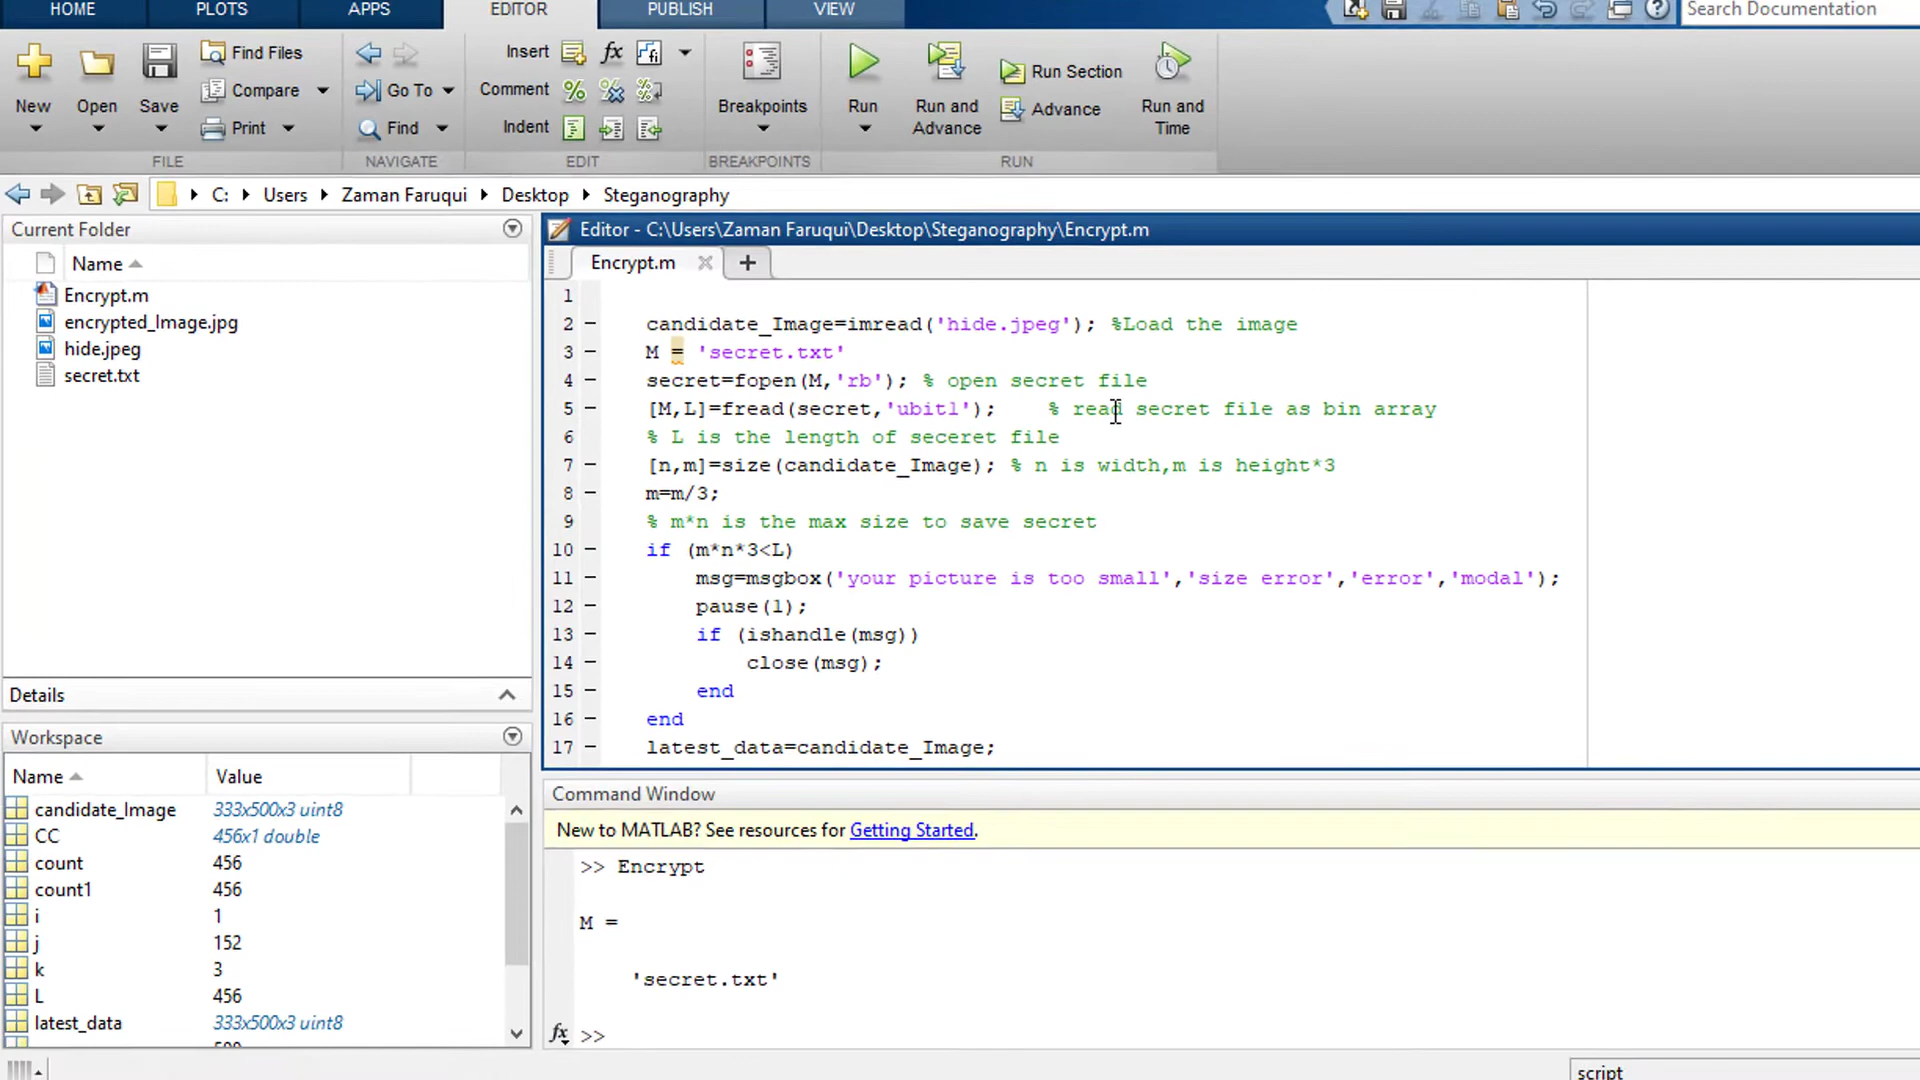 HOME PLOTS APPS EDITOR PUBLISH VIEW Search Documentation
New Open Save
Find Files
Compare
Print
FILE
Go To
Find
NAVIGATE
Insert fx
Comment
Indent
EDIT
Breakpoints
BREAKPOINTS
Run
Run and Advance
Run Section
Advance
Run and Time
RUN
C: Users Zaman Faruqui Desktop Steganography
Current Folder
Name
Encrypt.m
encrypted_Image.jpg
hide.jpeg
secret.txt
Details
Workspace
Name Value
candidate_Image 333x500x3 uint8
CC 456x1 double
count 456
count1 456
i 1
j 152
k 3
L 456
latest_data 333x500x3 uint8
Editor - C:\Users\Zaman Faruqui\Desktop\Steganography\Encrypt.m
Encrypt.m
1
2 candidate_Image=imread('hide.jpeg'); %Load the image
3 M = 'secret.txt'
4 secret=fopen(M,'rb'); % open secret file
5 [M,L]=fread(secret,'ubit1'); % read secret file as bin array
6 % L is the length of seceret file
7 [n,m]=size(candidate_Image); % n is width,m is height*3
8 m=m/3;
9 % m*n is the max size to save secret
10 if (m*n*3<L)
11 msg=msgbox('your picture is too small','size error','error','modal');
12 pause(1);
13 if (ishandle(msg))
14 close(msg);
15 end
16 end
17 latest_data=candidate_Image;
Command Window
New to MATLAB? See resources for Getting Started.
>> Encrypt
M =
'secret.txt'
fx >>
script